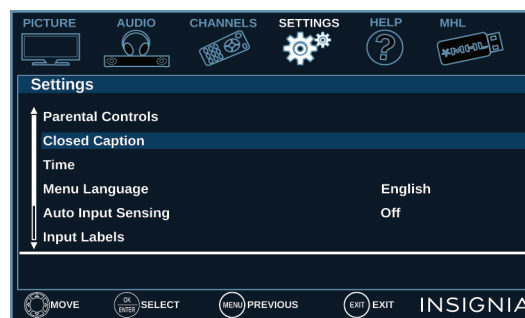 PICTURE AUDIO CHANNELS SETTINGS HELP MHL
MHL
Settings
Parental Controls
Closed Caption
Time
Menu Language English
Auto Input Sensing Off
Input Labels
MOVE OK ENTER SELECT MENU PREVIOUS EXIT EXIT INSIGNIA